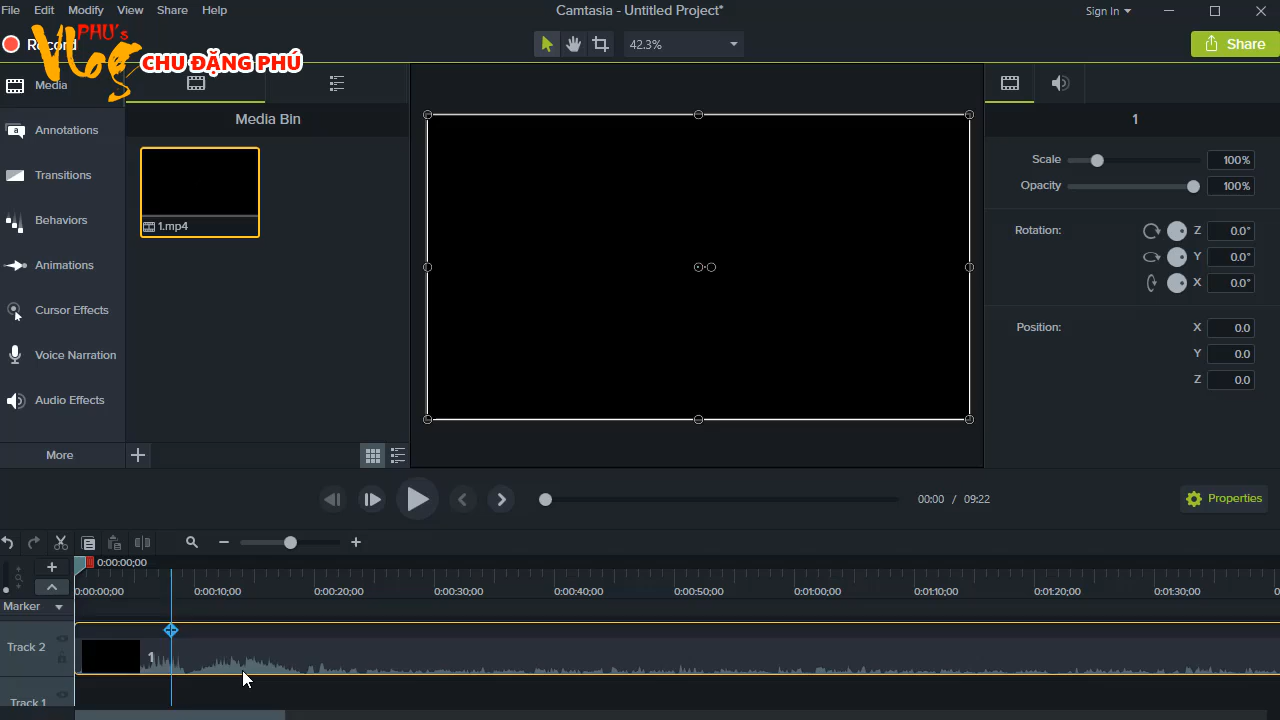 File Edit Modify View Share Help
Camtasia - Untitled Project*
Sign In
PHU's
Vlogs
CHU ĐẶNG PHÚ
42.3%
Share
Media
Annotations
Transitions
Behaviors
Animations
Cursor Effects
Voice Narration
Audio Effects
More
Media Bin
1.mp4
1
Scale 100%
Opacity 100%
Rotation: Z 0.0°
Y 0.0°
X 0.0°
Position: X 0.0
Y 0.0
Z 0.0
00:00 / 09:22
Properties
0:00:00;00
0:00:00;00 0:00:10;00 0:00:20;00 0:00:30;00 0:00:40;00 0:00:50;00 0:01:00;00 0:01:10;00 0:01:20;00 0:01:30;00
Marker
Track 2
1
Track 1